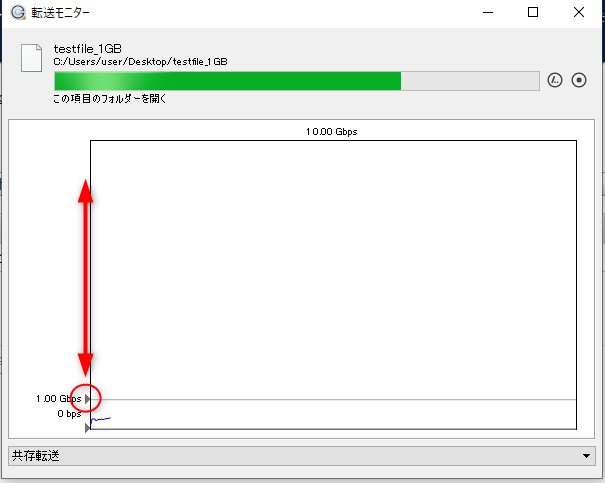 転送モニター
testfile_1GB
C:/Users/user/Desktop/testfile_1GB
この項目のフォルダーを開く
10.00 Gbps
1.00 Gbps
0 bps
共存転送